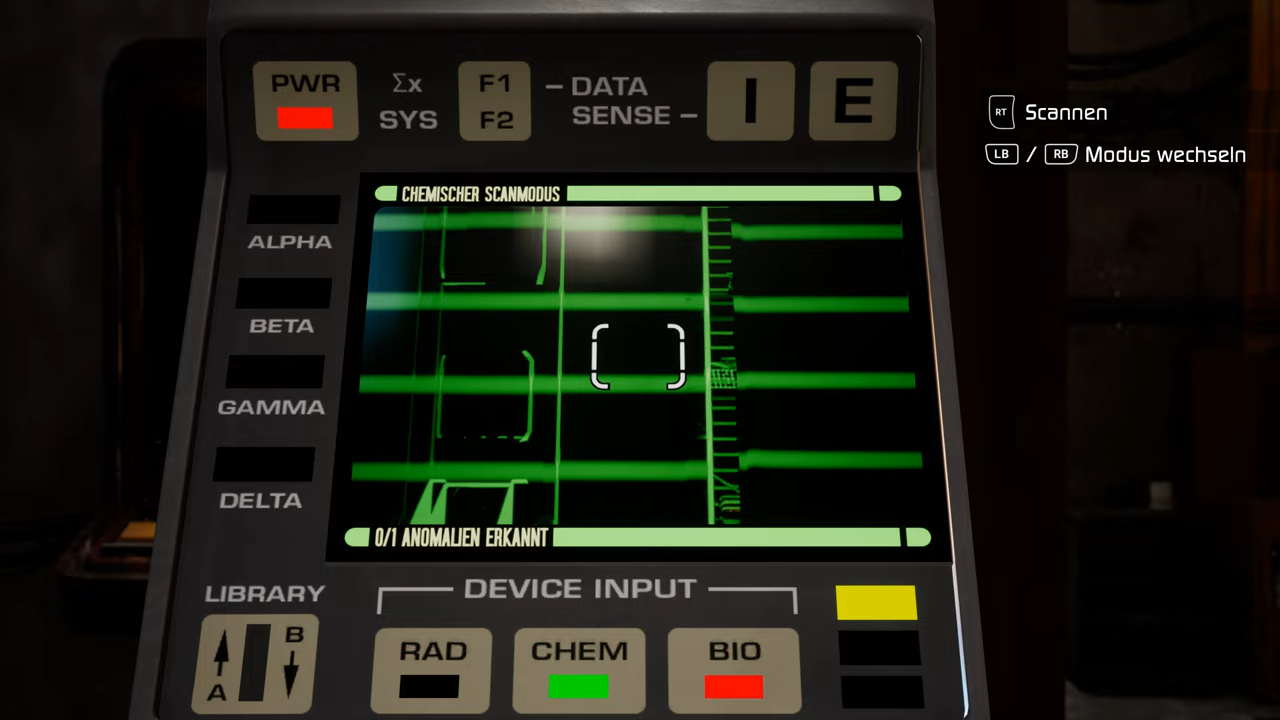 PWR
Σx
SYS
F1
F2
– DATA
SENSE –
I
E
RT Scannen
LB / RB Modus wechseln
CHEMISCHER SCANMODUS
ALPHA
BETA
GAMMA
DELTA
0/1 ANOMALIEN ERKANNT
LIBRARY
A
B
DEVICE INPUT
RAD
CHEM
BIO